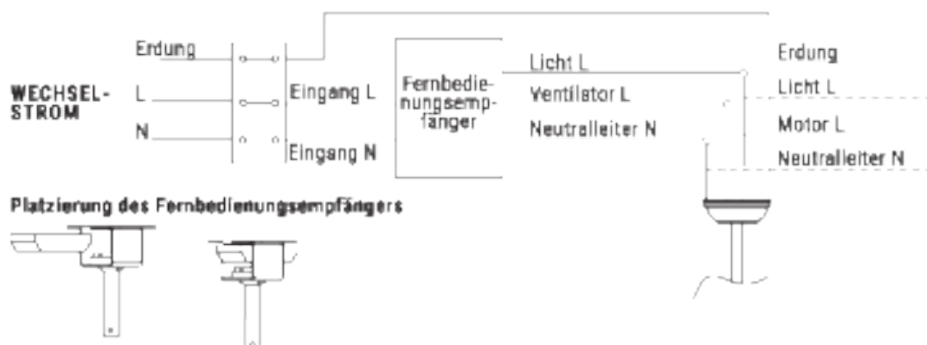 Erdung
WECHSEL-
STROM
L
N
Eingang L
Eingang N
Fernbedie-
nungsemp-
fänger
Licht L
Ventilator L
Neutralleiter N
Erdung
Licht L
Motor L
Neutralleiter N
Platzierung des Fernbedienungsempfängers